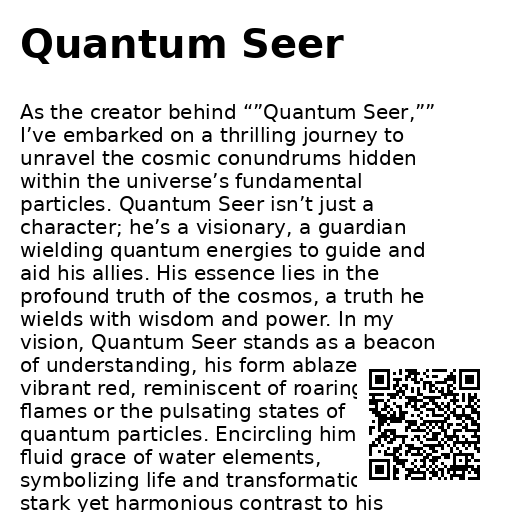 Quantum Seer
As the creator behind “”Quantum Seer,””
I’ve embarked on a thrilling journey to
unravel the cosmic conundrums hidden
within the universe’s fundamental
particles. Quantum Seer isn’t just a
character; he’s a visionary, a guardian
wielding quantum energies to guide and
aid his allies. His essence lies in the
profound truth of the cosmos, a truth he
wields with wisdom and power. In my
vision, Quantum Seer stands as a beacon
of understanding, his form ablaze
vibrant red, reminiscent of roaring
flames or the pulsating states of
quantum particles. Encircling him
fluid grace of water elements,
symbolizing life and
stark yet harmonious contrast to his